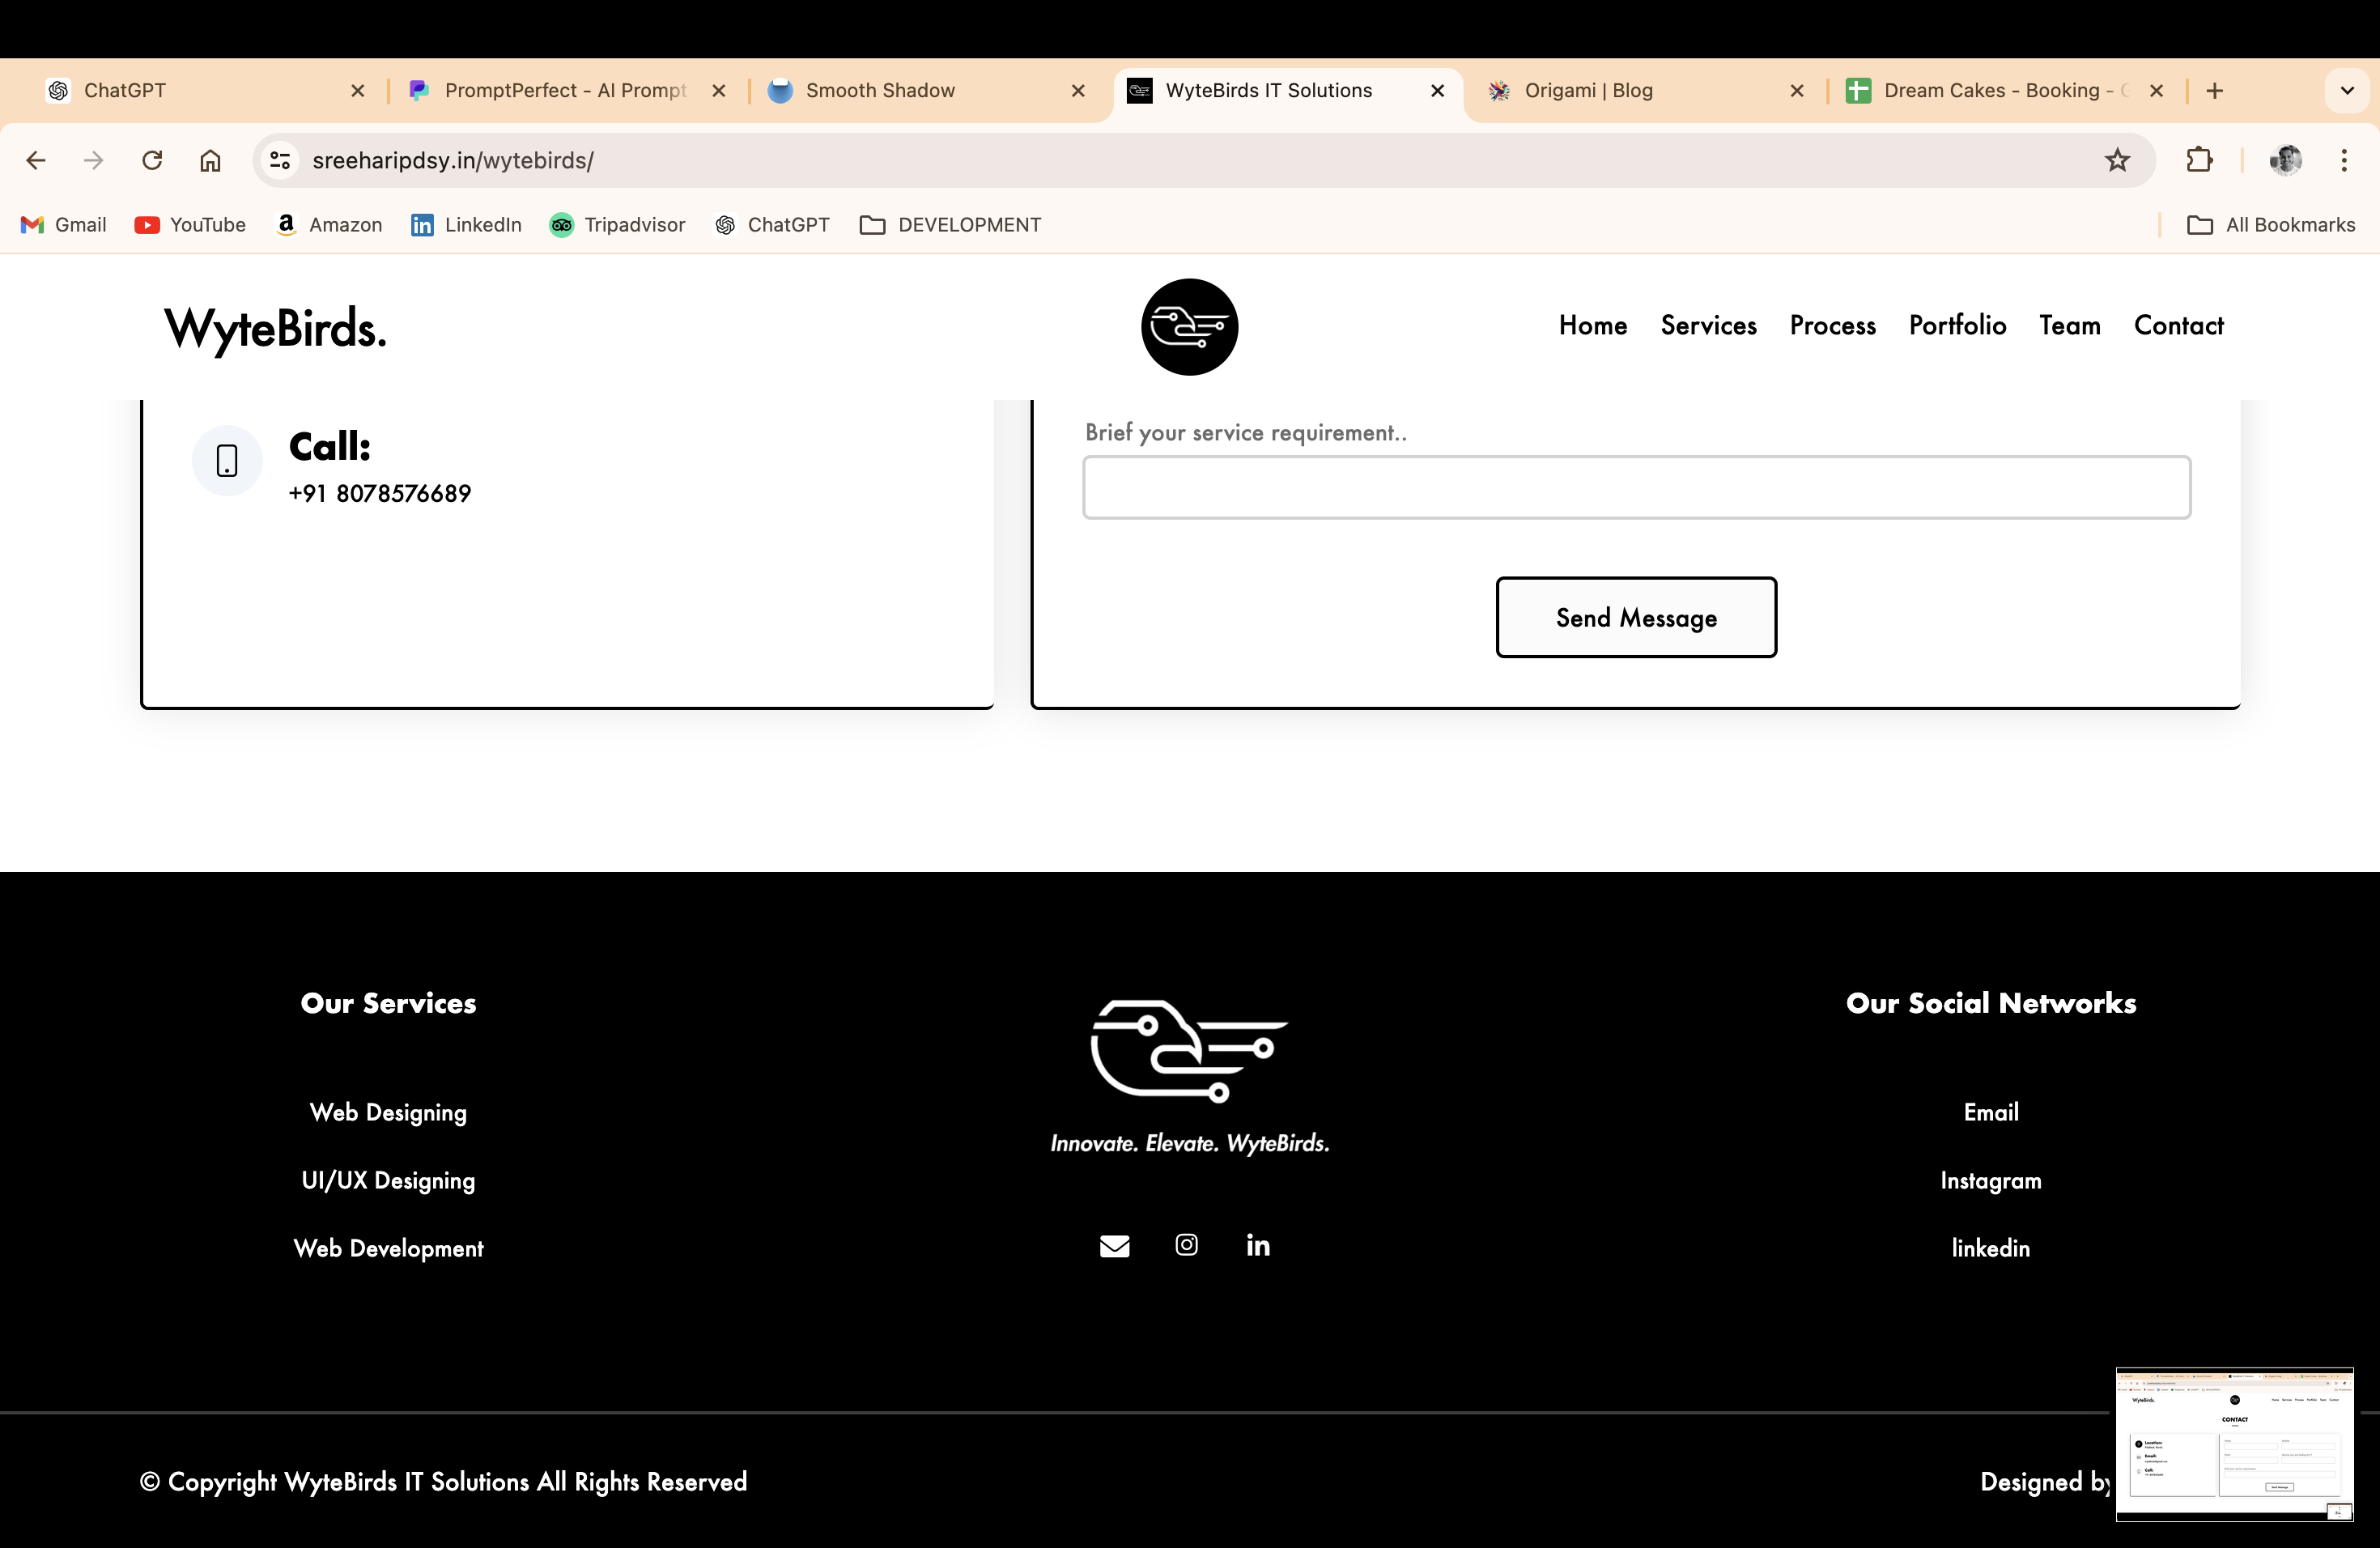 ChatGPT
PromptPerfect - AI Prompt
Smooth Shadow
WyteBirds IT Solutions
Origami | Blog
Dream Cakes - Booking -
sreeharipdsy.in/wytebirds/
Gmail
YouTube
Amazon
LinkedIn
Tripadvisor
ChatGPT
DEVELOPMENT
All Bookmarks
WyteBirds.
Home
Services
Process
Portfolio
Team
Contact
Call:
+91 8078576689
Brief your service requirement..
Send Message
Our Services
Web Designing
UI/UX Designing
Web Development
Innovate. Elevate. WyteBirds.
Our Social Networks
Email
Instagram
linkedin
© Copyright WyteBirds IT Solutions All Rights Reserved
Designed by
CONTACT